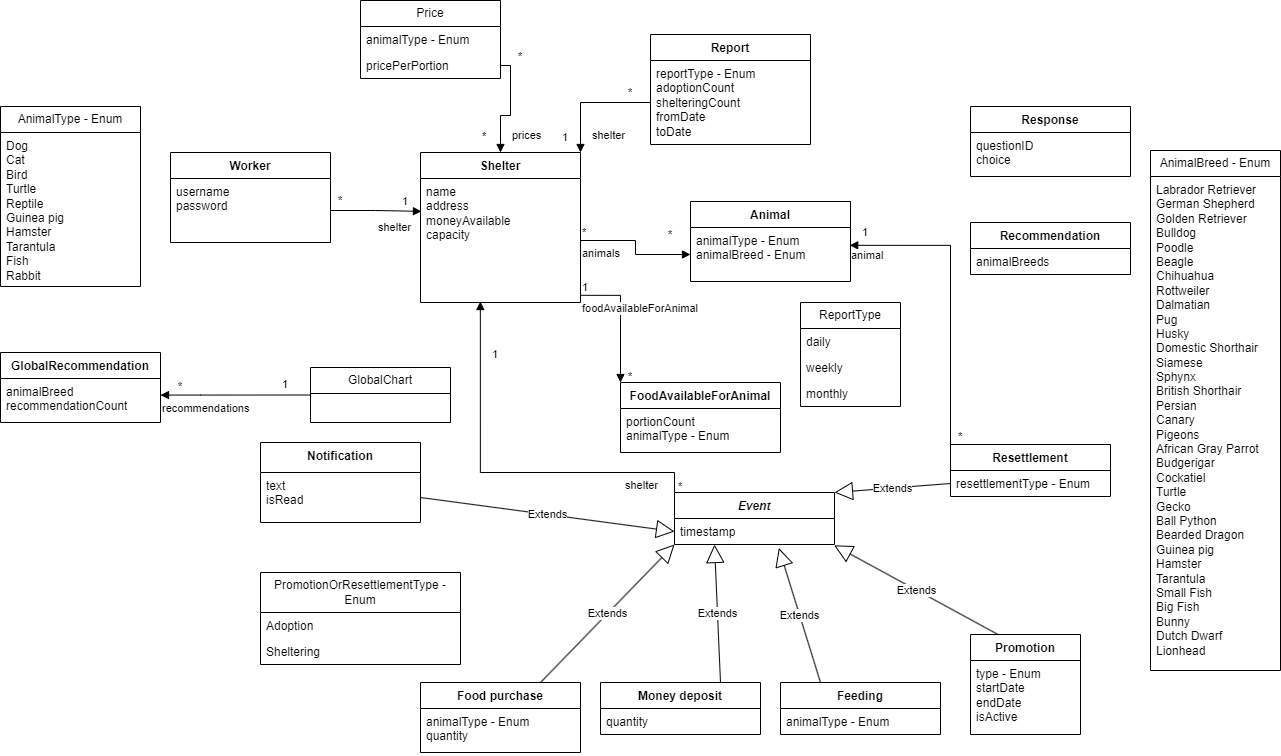 Price
animalType - Enum
pricePerPortion
*
*
prices
Report
reportType - Enum
adoptionCount
shelteringCount
fromDate
toDate
*
1
shelter
AnimalType - Enum
Dog
Cat
Bird
Turtle
Reptile
Guinea pig
Hamster
Tarantula
Fish
Rabbit
Worker
username
password
*
1
shelter
Shelter
name
address
moneyAvailable
capacity
*
animals
*
1
foodAvailableForAnimal
*
Animal
animalType - Enum
animalBreed - Enum
1
animal
Response
questionID
choice
Recommendation
animalBreeds
AnimalBreed - Enum
Labrador Retriever
German Shepherd
Golden Retriever
Bulldog
Poodle
Beagle
Chihuahua
Rottweiler
Dalmatian
Pug
Husky
Domestic Shorthair
Siamese
Sphynx
British Shorthair
Persian
Canary
Pigeons
African Gray Parrot
Budgerigar
Cockatiel
Turtle
Gecko
Ball Python
Bearded Dragon
Guinea pig
Hamster
Tarantula
Small Fish
Big Fish
Bunny
Dutch Dwarf
Lionhead
ReportType
daily
weekly
monthly
GlobalRecommendation
animalBreed
recommendationCount
*
1
recommendations
GlobalChart
1
FoodAvailableForAnimal
portionCount
animalType - Enum
Notification
text
isRead
Extends
shelter
*
Event
timestamp
*
Resettlement
resettlementType - Enum
Extends
PromotionOrResettlementType -
Enum
Adoption
Sheltering
Extends
Extends
Extends
Extends
Food purchase
animalType - Enum
quantity
Money deposit
quantity
Feeding
animalType - Enum
Promotion
type - Enum
startDate
endDate
isActive